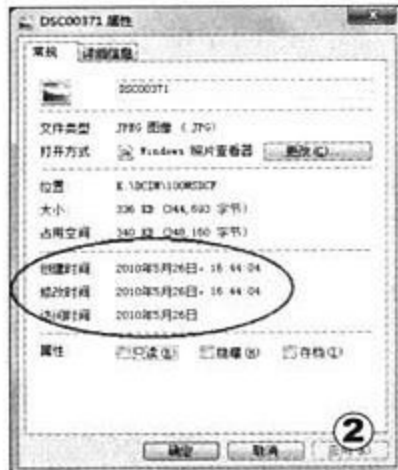 DSC00371 属性
常规 详细信息
DSC00371
文件类型 JPEG 图像 ( JPG)
打开方式 Windows 照片查看器 更改(C)...
位置 K:\DCIM\100MSDCF
大小 336 KB (344,693 字节)
占用空间 340 KB (348,160 字节)
创建时间 2010年5月26日, 16:44:04
修改时间 2010年5月26日, 16:44:04
访问时间 2010年5月26日
属性 只读(R) 隐藏(H) 存档(I)
确定 取消
②